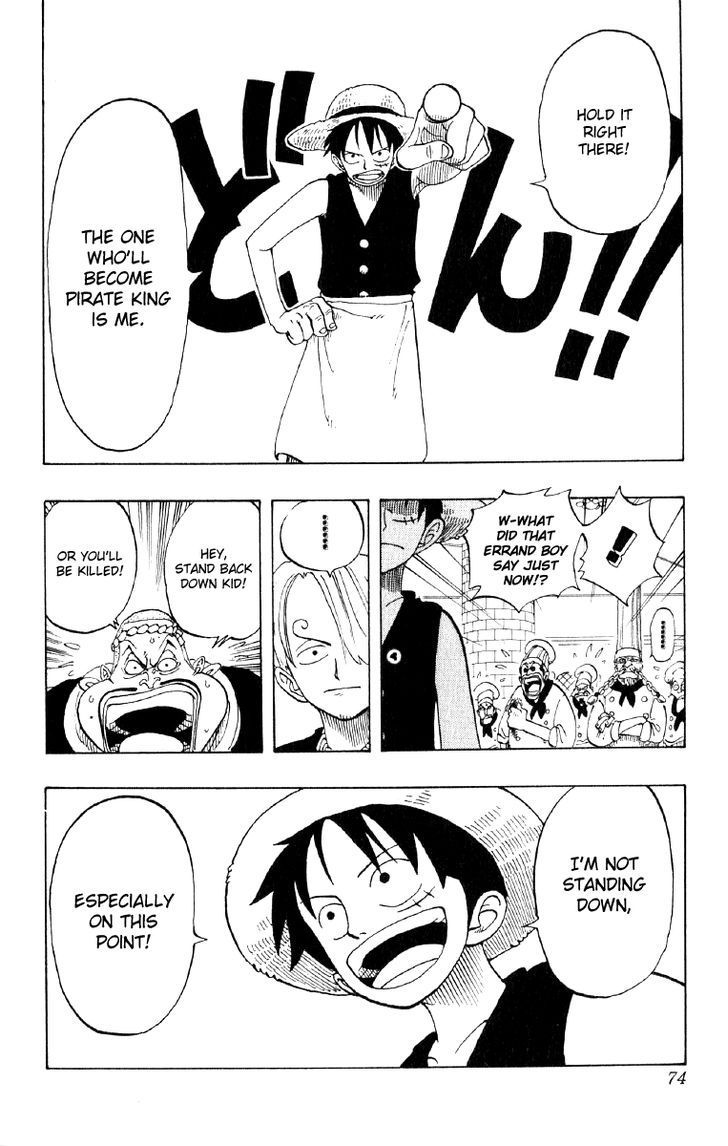 HOLD IT
RIGHT
THERE!
どん!!
THE ONE
WHO'LL
BECOME
PIRATE KING
IS ME.
!
W-WHAT
DID THAT
ERRAND BOY
SAY JUST
NOW!?
......
......
HEY,
STAND BACK
DOWN KID!
OR YOU'LL
BE KILLED!
I'M NOT
STANDING
DOWN,
ESPECIALLY
ON THIS
POINT!
74